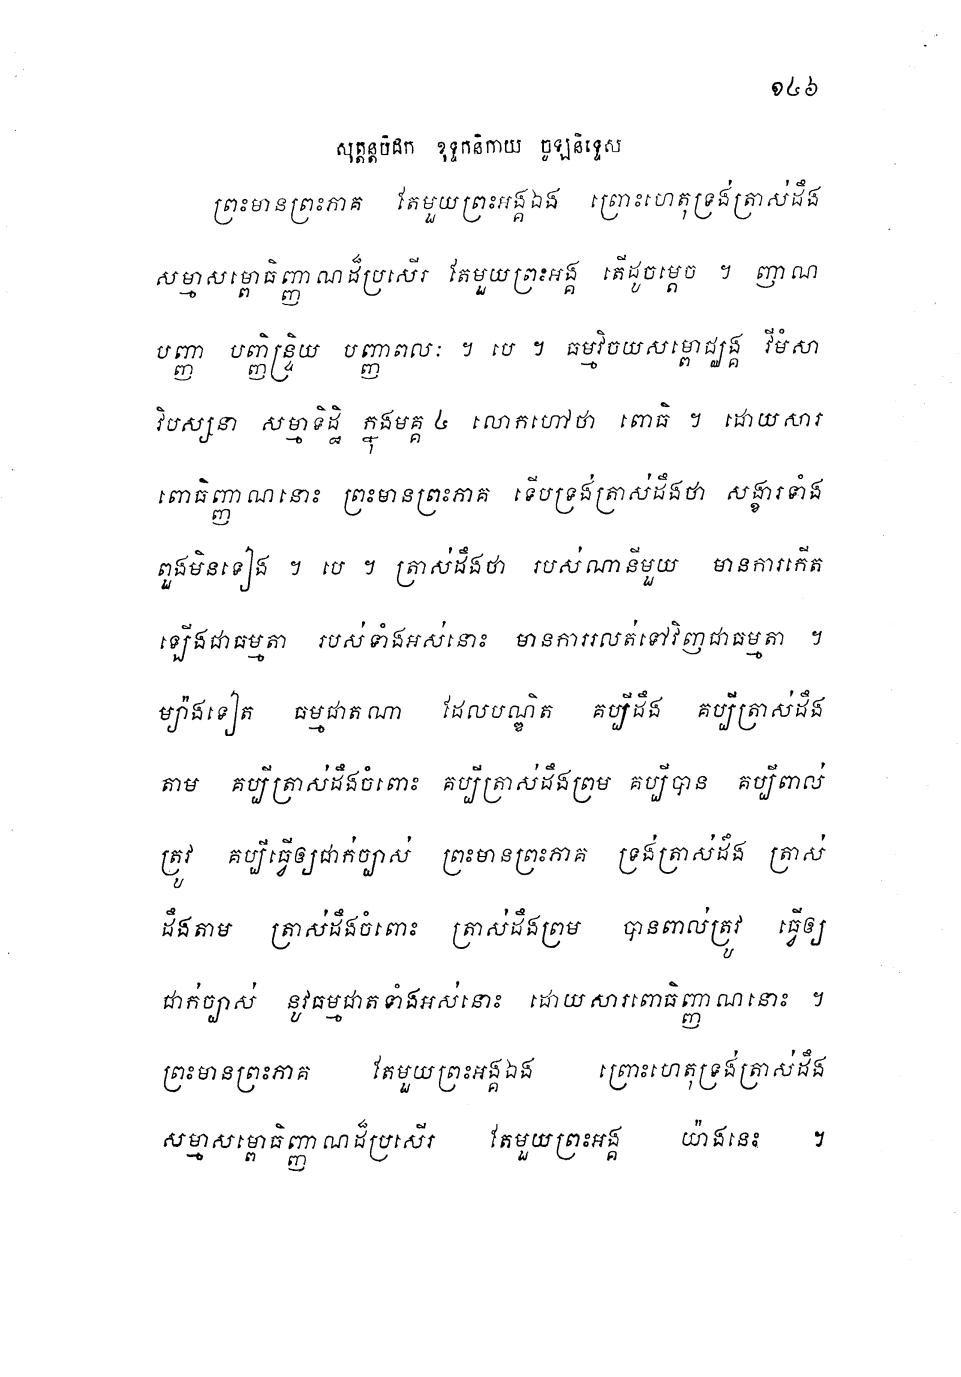 ១៤៦
សុត្តន្តបិដក ខុទ្ទកនិកាយ ចូឡនិទ្ទេស
ព្រះមានព្រះភាគ តែមួយព្រះអង្គឯង ព្រោះហេតុទ្រង់ត្រាស់ដឹង
សម្មាសម្ពោធិញ្ញាណដ៏ប្រសើរ តែមួយព្រះអង្គ តើដូចម្តេច ។ ញាណ
បញ្ញា បញ្ញិន្ទ្រិយ បញ្ញាពលៈ ។ បេ ។ ធម្មវិចយសម្ពោជ្ឈង្គ វីមំសា
វិបស្សនា សម្មាទិដ្ឋិ ក្នុងមគ្គ ៤ លោកហៅថា ពោធិ ។ ដោយសារ
ពោធិញ្ញាណនោះ ព្រះមានព្រះភាគ ទើបទ្រង់ត្រាស់ដឹងថា សង្ខារទាំង
ពួងមិនទៀង ។ បេ ។ ត្រាស់ដឹងថា របស់ណានីមួយ មានការកើត
ឡើងជាធម្មតា របស់ទាំងអស់នោះ មានការរលត់ទៅវិញជាធម្មតា ។
ម្យ៉ាងទៀត ធម្មជាតណា ដែលបណ្ឌិត គប្បីដឹង គប្បីត្រាស់ដឹង
តាម គប្បីត្រាស់ដឹងចំពោះ គប្បីត្រាស់ដឹងព្រម គប្បីបាន គប្បីពាល់
ត្រូវ គប្បីធ្វើឲ្យជាក់ច្បាស់ ព្រះមានព្រះភាគ ទ្រង់ត្រាស់ដឹង ត្រាស់
ដឹងតាម ត្រាស់ដឹងចំពោះ ត្រាស់ដឹងព្រម បានពាល់ត្រូវ ធ្វើឲ្យ
ជាក់ច្បាស់ នូវធម្មជាតទាំងអស់នោះ ដោយសារពោធិញ្ញាណនោះ ។
ព្រះមានព្រះភាគ តែមួយព្រះអង្គឯង ព្រោះហេតុទ្រង់ត្រាស់ដឹង
សម្មាសម្ពោធិញ្ញាណដ៏ប្រសើរ តែមួយព្រះអង្គ យ៉ាងនេះ ។